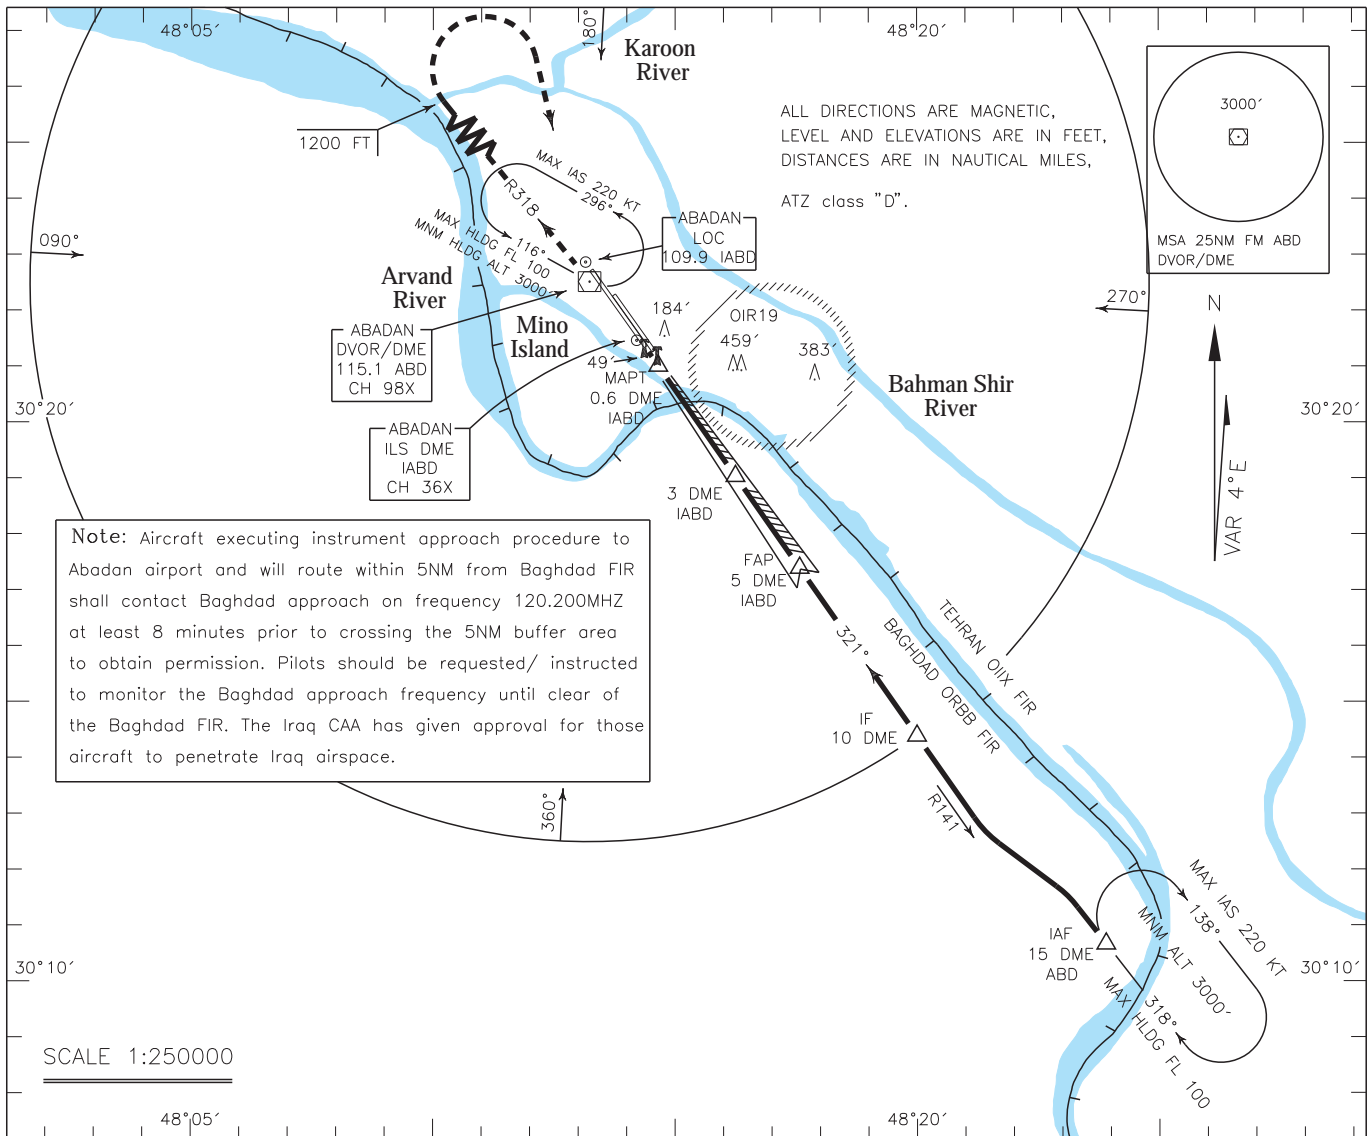 48°05′
180°
48°20′
Karoon
River
ALL DIRECTIONS ARE MAGNETIC,
LEVEL AND ELEVATIONS ARE IN FEET,
DISTANCES ARE IN NAUTICAL MILES,
ATZ class "D".
3000′
MSA 25NM FM ABD
DVOR/DME
1200 FT
MAX IAS 220 KT
296°
R318
116°
MAX HLDG FL 100
MNM HLDG ALT 3000′
ABADAN
LOC
109.9 IABD
090°
270°
N
VAR 4°E
Arvand
River
Mino
Island
ABADAN
DVOR/DME
115.1 ABD
CH 98X
184′
OIR19
459′
383′
49′
MAPT
0.6 DME
IABD
Bahman Shir
River
30°20′
30°20′
ABADAN
ILS DME
IABD
CH 36X
3 DME
IABD
FAP
5 DME
IABD
Note: Aircraft executing instrument approach procedure to
Abadan airport and will route within 5NM from Baghdad FIR
shall contact Baghdad approach on frequency 120.200MHZ
at least 8 minutes prior to crossing the 5NM buffer area
to obtain permission. Pilots should be requested/ instructed
to monitor the Baghdad approach frequency until clear of
the Baghdad FIR. The Iraq CAA has given approval for those
aircraft to penetrate Iraq airspace.
321°
TEHRAN OIIX FIR
BAGHDAD ORBB FIR
IF
10 DME
R141
360°
IAF
15 DME
ABD
MAX IAS 220 KT
138°
MNM ALT 3000′
318°
MAX HLDG FL 100
30°10′
30°10′
SCALE 1:250000
48°05′
48°20′